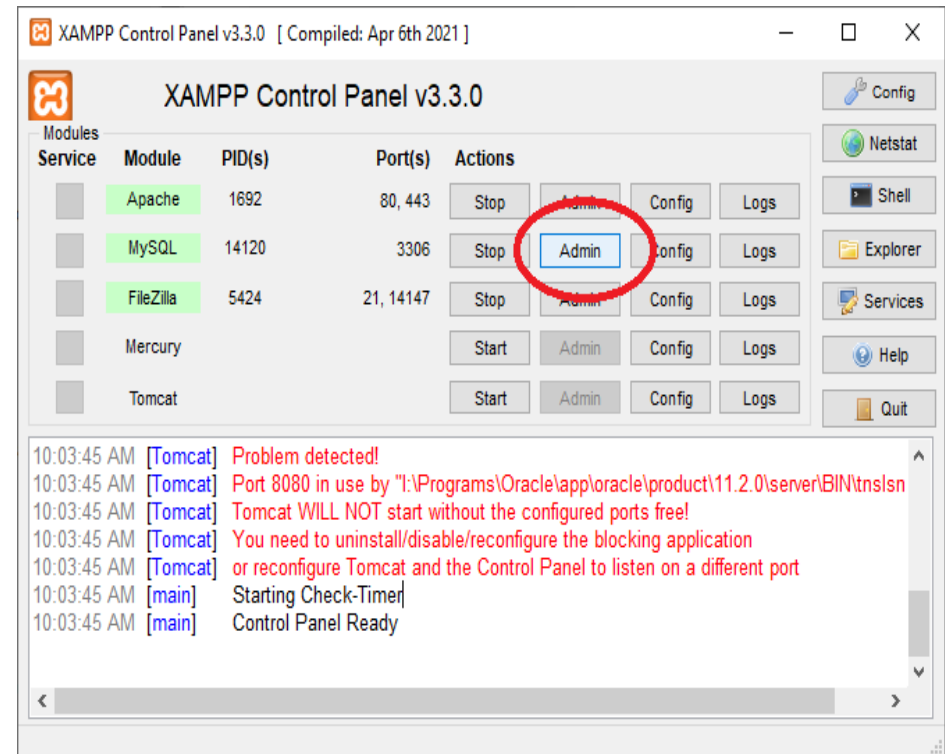 XAMPP Control Panel v3.3.0 [ Compiled: Apr 6th 2021 ]
XAMPP Control Panel v3.3.0
Config
Modules
Service Module PID(s) Port(s) Actions
Netstat
Apache 1692 80, 443 Stop Admin Config Logs
Shell
MySQL 14120 3306 Stop Admin Config Logs
Explorer
FileZilla 5424 21, 14147 Stop Admin Config Logs
Services
Mercury Start Admin Config Logs
Help
Tomcat Start Admin Config Logs
Quit
10:03:45 AM [Tomcat] Problem detected!
10:03:45 AM [Tomcat] Port 8080 in use by "I:\Programs\Oracle\app\oracle\product\11.2.0\server\BIN\tnslsn
10:03:45 AM [Tomcat] Tomcat WILL NOT start without the configured ports free!
10:03:45 AM [Tomcat] You need to uninstall/disable/reconfigure the blocking application
10:03:45 AM [Tomcat] or reconfigure Tomcat and the Control Panel to listen on a different port
10:03:45 AM [main] Starting Check-Timer
10:03:45 AM [main] Control Panel Ready